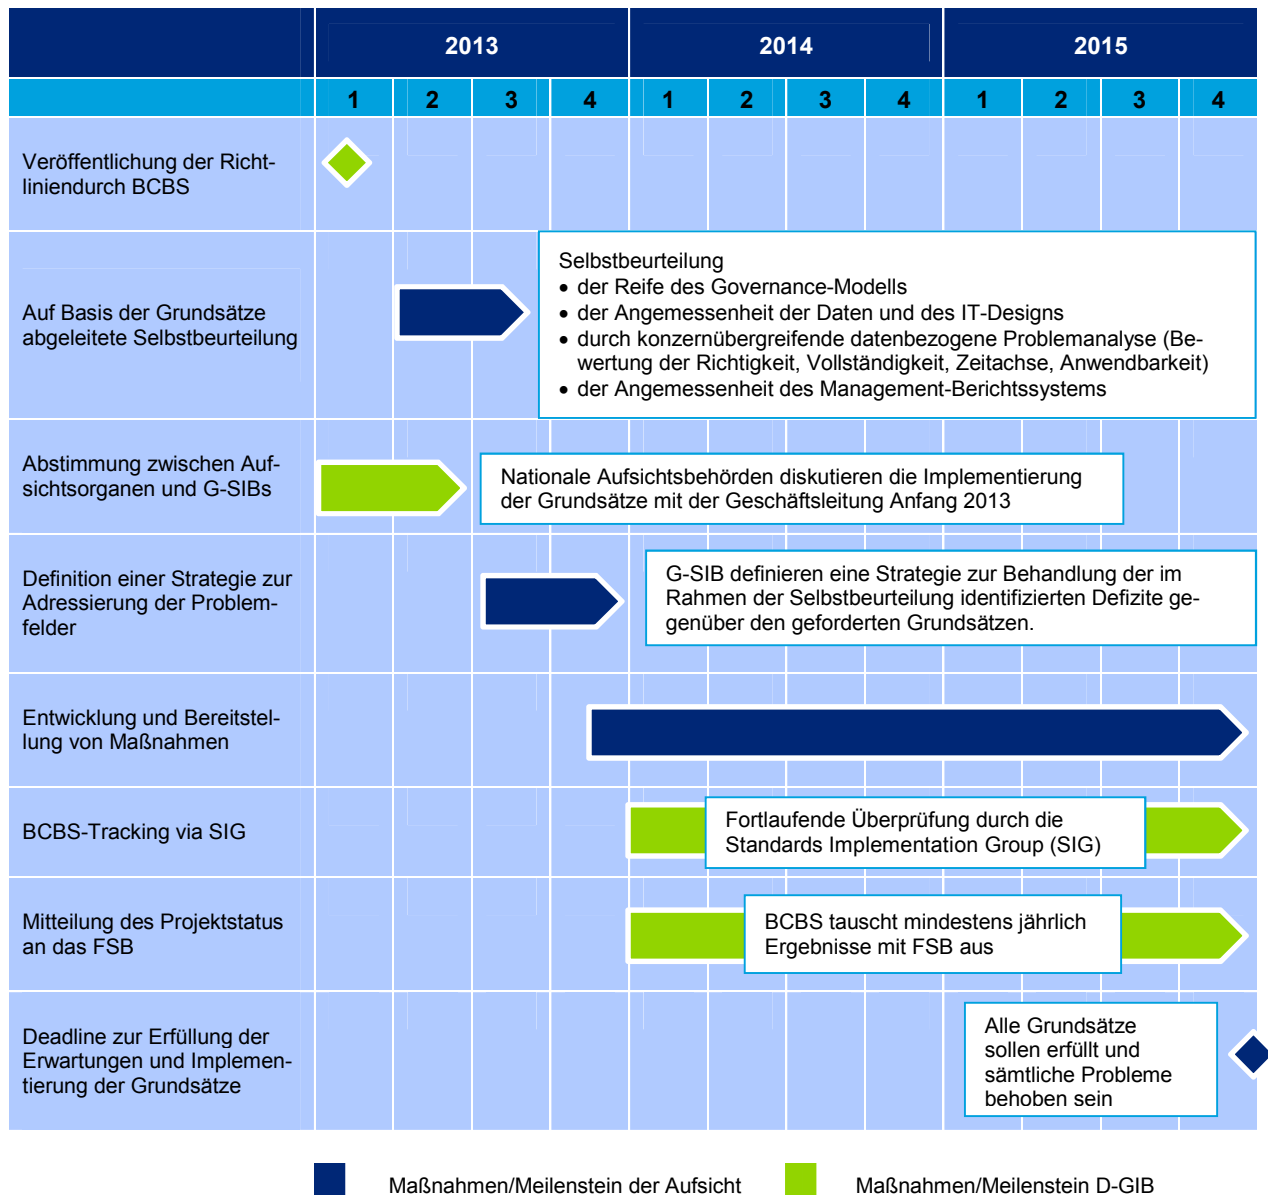 2013 2014 2015
1 2 3 4 1 2 3 4 1 2 3 4
Veröffentlichung der Richt-
liniendurch BCBS
Auf Basis der Grundsätze
abgeleitete Selbstbeurteilung
Selbstbeurteilung
• der Reife des Governance-Modells
• der Angemessenheit der Daten und des IT-Designs
• durch konzernübergreifende datenbezogene Problemanalyse (Be-
wertung der Richtigkeit, Vollständigkeit, Zeitachse, Anwendbarkeit)
• der Angemessenheit des Management-Berichtssystems
Abstimmung zwischen Auf-
sichtsorganen und G-SIBs
Nationale Aufsichtsbehörden diskutieren die Implementierung
der Grundsätze mit der Geschäftsleitung Anfang 2013
Definition einer Strategie zur
Adressierung der Problem-
felder
G-SIB definieren eine Strategie zur Behandlung der im
Rahmen der Selbstbeurteilung identifizierten Defizite ge-
genüber den geforderten Grundsätzen.
Entwicklung und Bereitstel-
lung von Maßnahmen
BCBS-Tracking via SIG
Fortlaufende Überprüfung durch die
Standards Implementation Group (SIG)
Mitteilung des Projektstatus
an das FSB
BCBS tauscht mindestens jährlich
Ergebnisse mit FSB aus
Deadline zur Erfüllung der
Erwartungen und Implemen-
tierung der Grundsätze
Alle Grundsätze
sollen erfüllt und
sämtliche Probleme
behoben sein
Maßnahmen/Meilenstein der Aufsicht
Maßnahmen/Meilenstein D-GIB